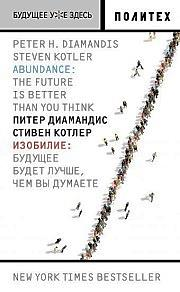 БУДУЩЕЕ УЖЕ ЗДЕСЬ
ПОЛИТЕХ
PETER H. DIAMANDIS
STEVEN KOTLER
ABUNDANCE:
THE FUTURE
IS BETTER
THAN YOU THINK
ПИТЕР ДИАМАНДИС
СТИВЕН КОТЛЕР
ИЗОБИЛИЕ:
БУДУЩЕЕ
БУДЕТ ЛУЧШЕ,
ЧЕМ ВЫ ДУМАЕТЕ
NEW YORK TIMES BESTSELLER